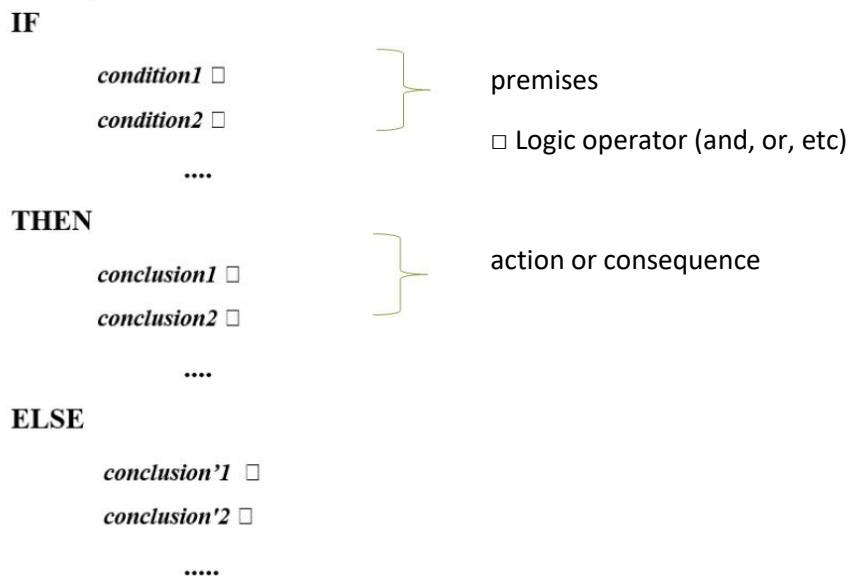 IF
condition1 □
premises
condition2 □
□ Logic operator (and, or, etc)
....
THEN
action or consequence
conclusion1 □
conclusion2 □
....
ELSE
conclusion’1 □
conclusion'2 □
.....